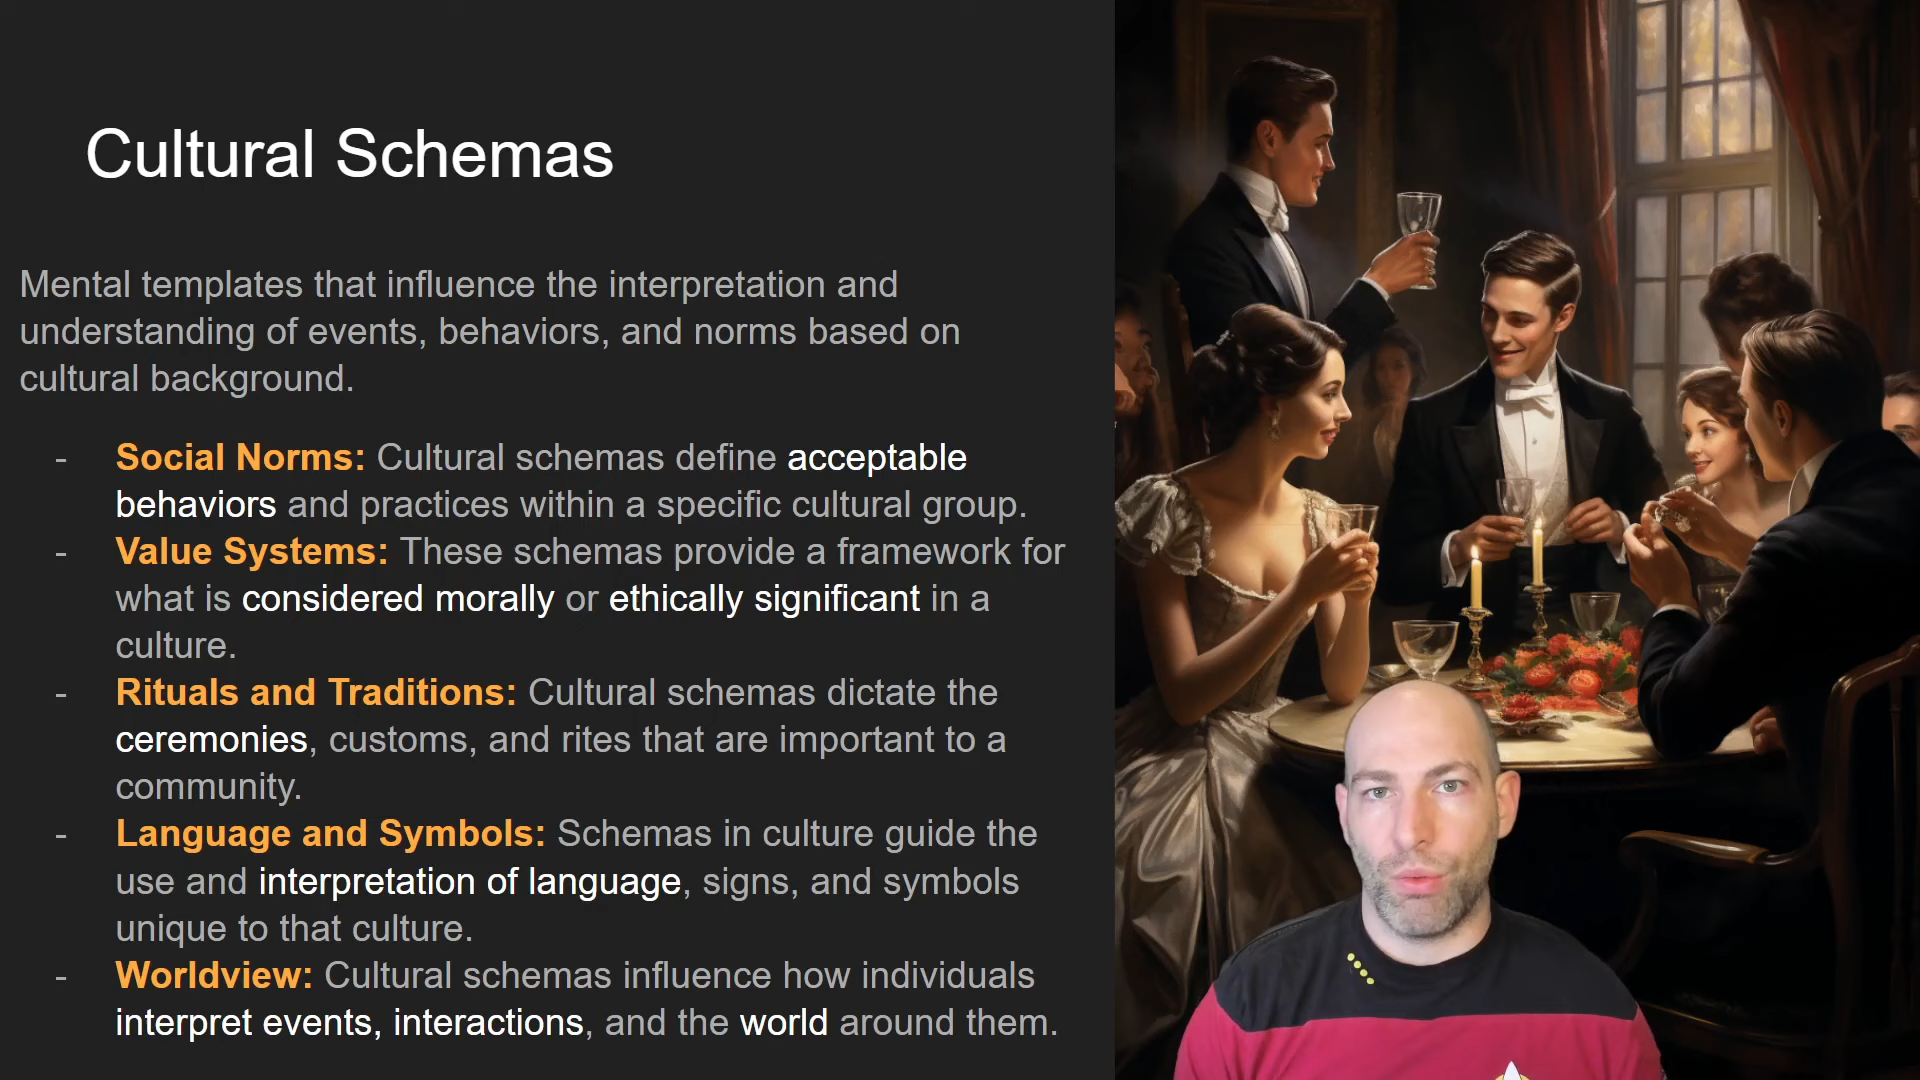 Cultural Schemas
Mental templates that influence the interpretation and
understanding of events, behaviors, and norms based on
cultural background.
- Social Norms: Cultural schemas define acceptable
behaviors and practices within a specific cultural group.
- Value Systems: These schemas provide a framework for
what is considered morally or ethically significant in a
culture.
- Rituals and Traditions: Cultural schemas dictate the
ceremonies, customs, and rites that are important to a
community.
- Language and Symbols: Schemas in culture guide the
use and interpretation of language, signs, and symbols
unique to that culture.
- Worldview: Cultural schemas influence how individuals
interpret events, interactions, and the world around them.